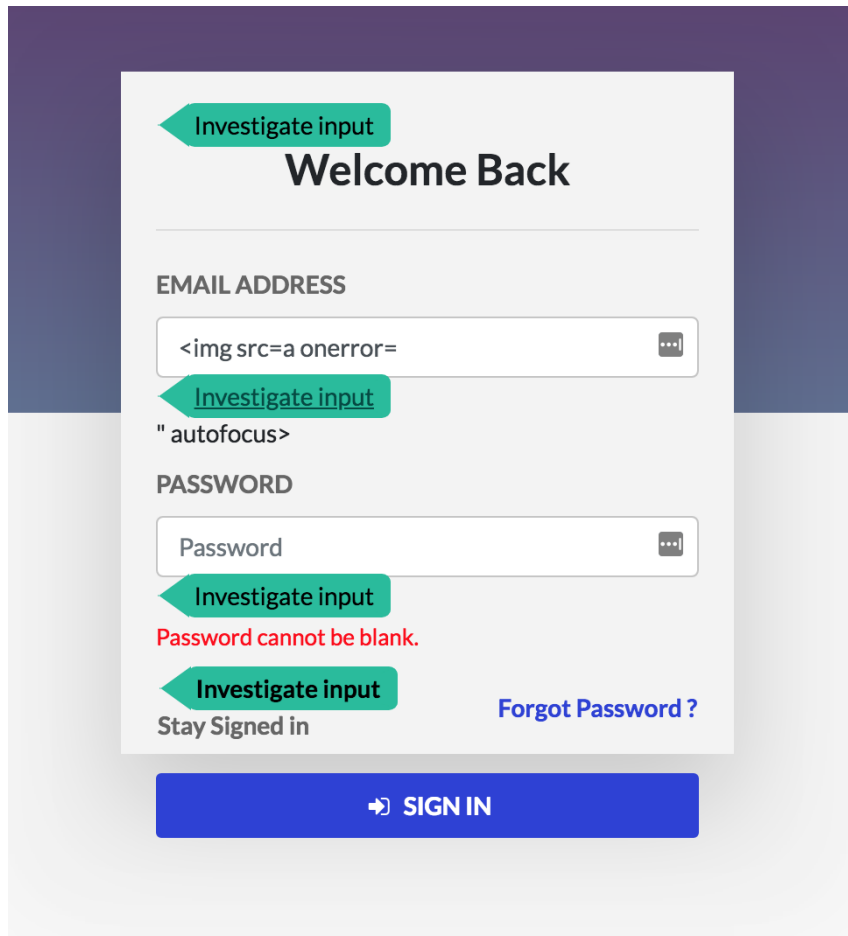 Investigate input
Welcome Back
EMAIL ADDRESS
<img src=a onerror=
Investigate input
" autofocus>
PASSWORD
Password
Investigate input
Password cannot be blank.
Investigate input
Forgot Password ?
Stay Signed in
SIGN IN